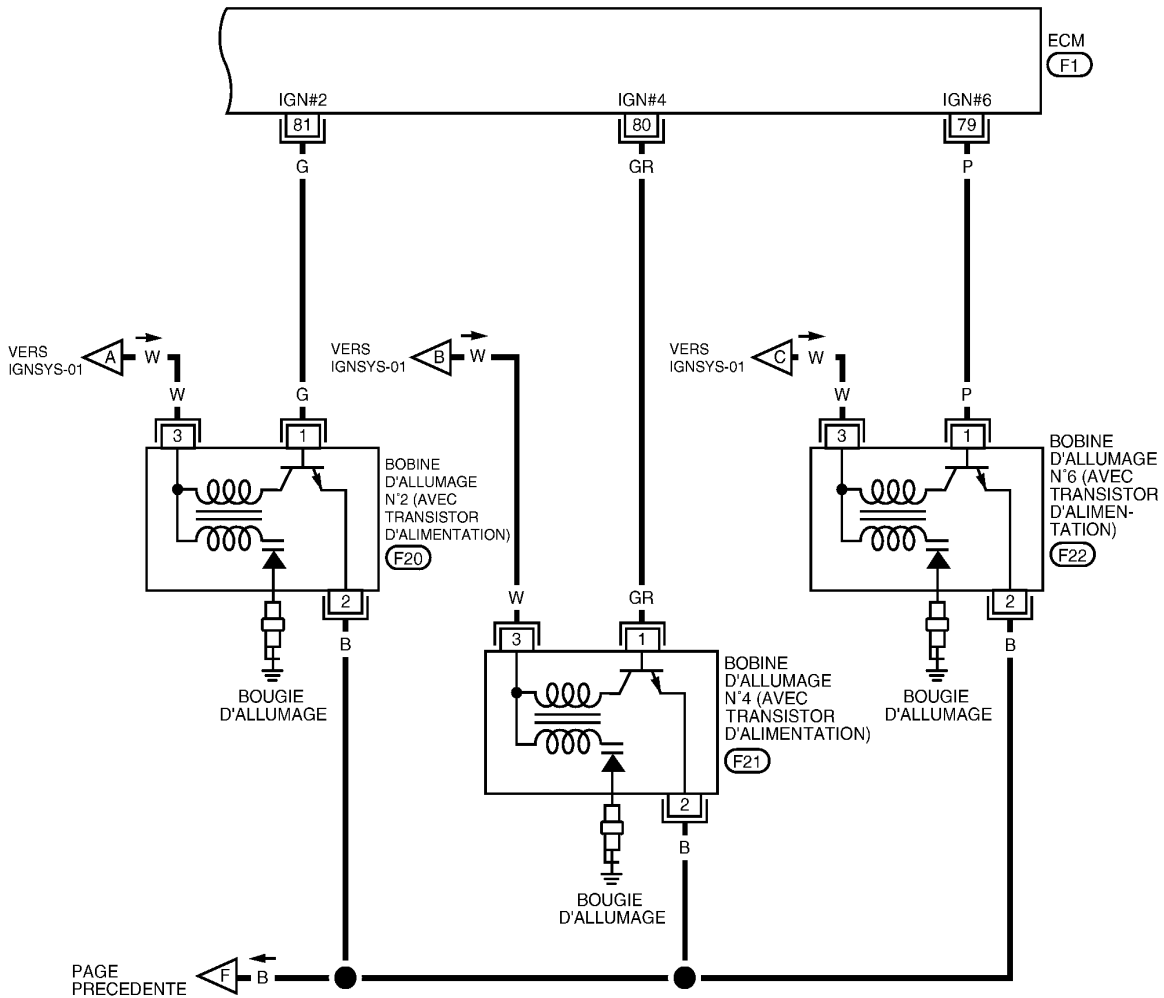 ECM
F1
IGN#2
IGN#4
IGN#6
81
80
79
G
GR
P
VERS
IGNSYS-01
A
W
VERS
IGNSYS-01
B
W
VERS
IGNSYS-01
C
W
W
G
W
P
3
1
3
1
BOBINE
D'ALLUMAGE
N°2 (AVEC
TRANSISTOR
D'ALIMENTATION)
F20
BOBINE
D'ALLUMAGE
N°6 (AVEC
TRANSISTOR
D'ALIMEN-
TATION)
F22
2
2
W
GR
B
B
3
1
BOUGIE
D'ALLUMAGE
BOBINE
D'ALLUMAGE
N°4 (AVEC
TRANSISTOR
D'ALIMENTATION)
F21
BOUGIE
D'ALLUMAGE
2
B
BOUGIE
D'ALLUMAGE
PAGE
PRECEDENTE
F
B